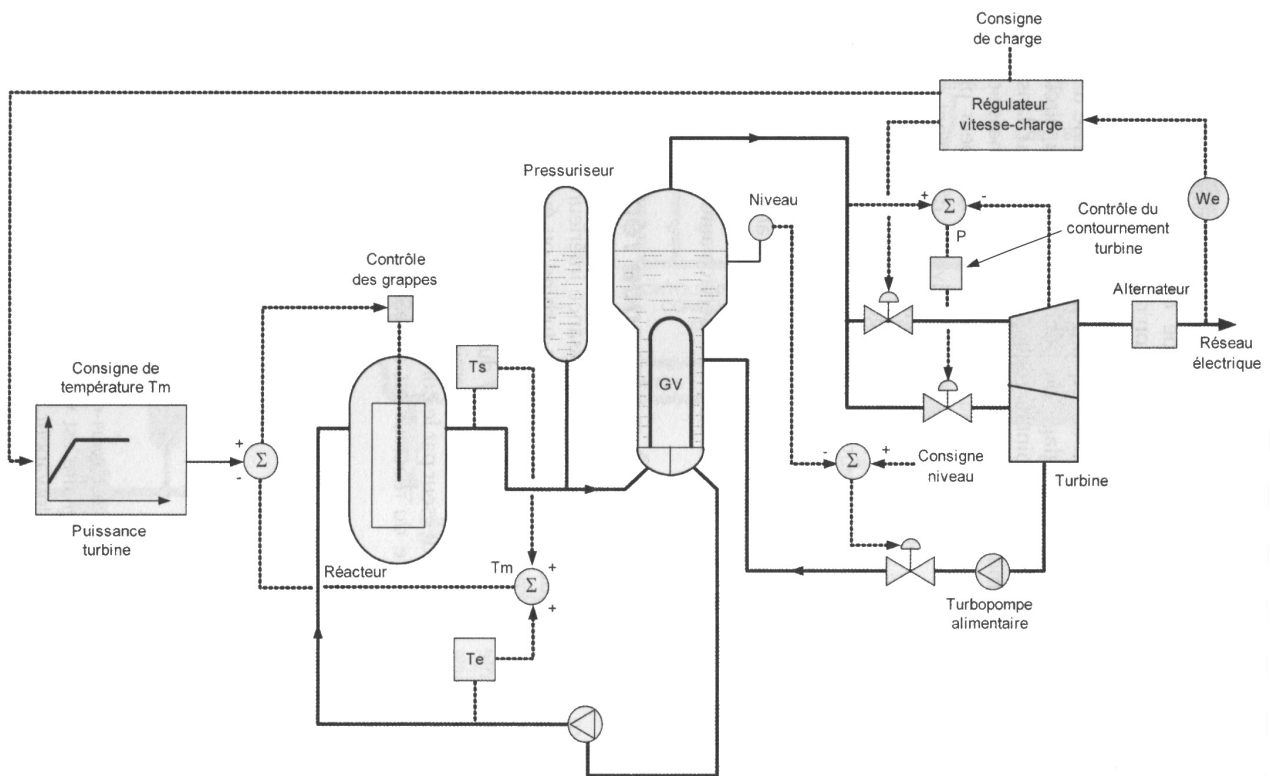 Consigne
de charge
Régulateur
vitesse-charge
Pressuriseur
Niveau
+
Σ
-
We
P
Contrôle du
contournement
turbine
Contrôle
des grappes
Alternateur
Réseau
électrique
Consigne de
température Tm
Ts
GV
+
Σ
-
-
Σ
+
Consigne
niveau
Turbine
Puissance
turbine
Réacteur
Tm
Σ
+
+
Turbopompe
alimentaire
Te